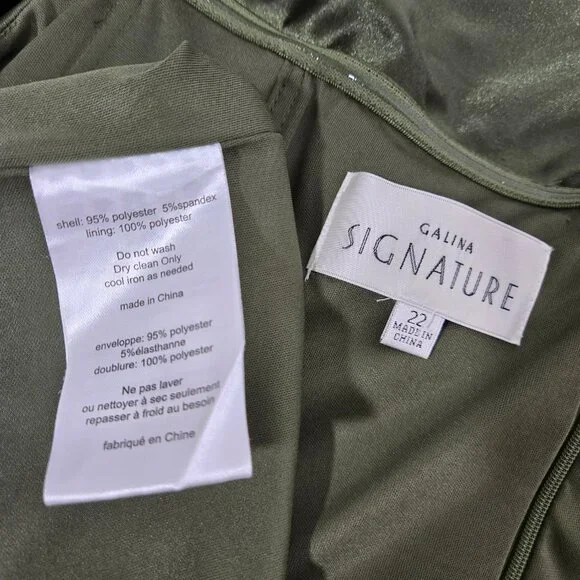 shell: 95% polyester 5%spandex
lining: 100% polyester
Do not wash
Dry clean Only
cool iron as needed
made in China
enveloppe: 95% polyester
5%élasthanne
doublure: 100% polyester
Ne pas laver
ou nettoyer à sec seulement
repasser à froid au besoin
fabriqué en Chine
GALINA
SIGNATURE
22
MADE IN
CHINA